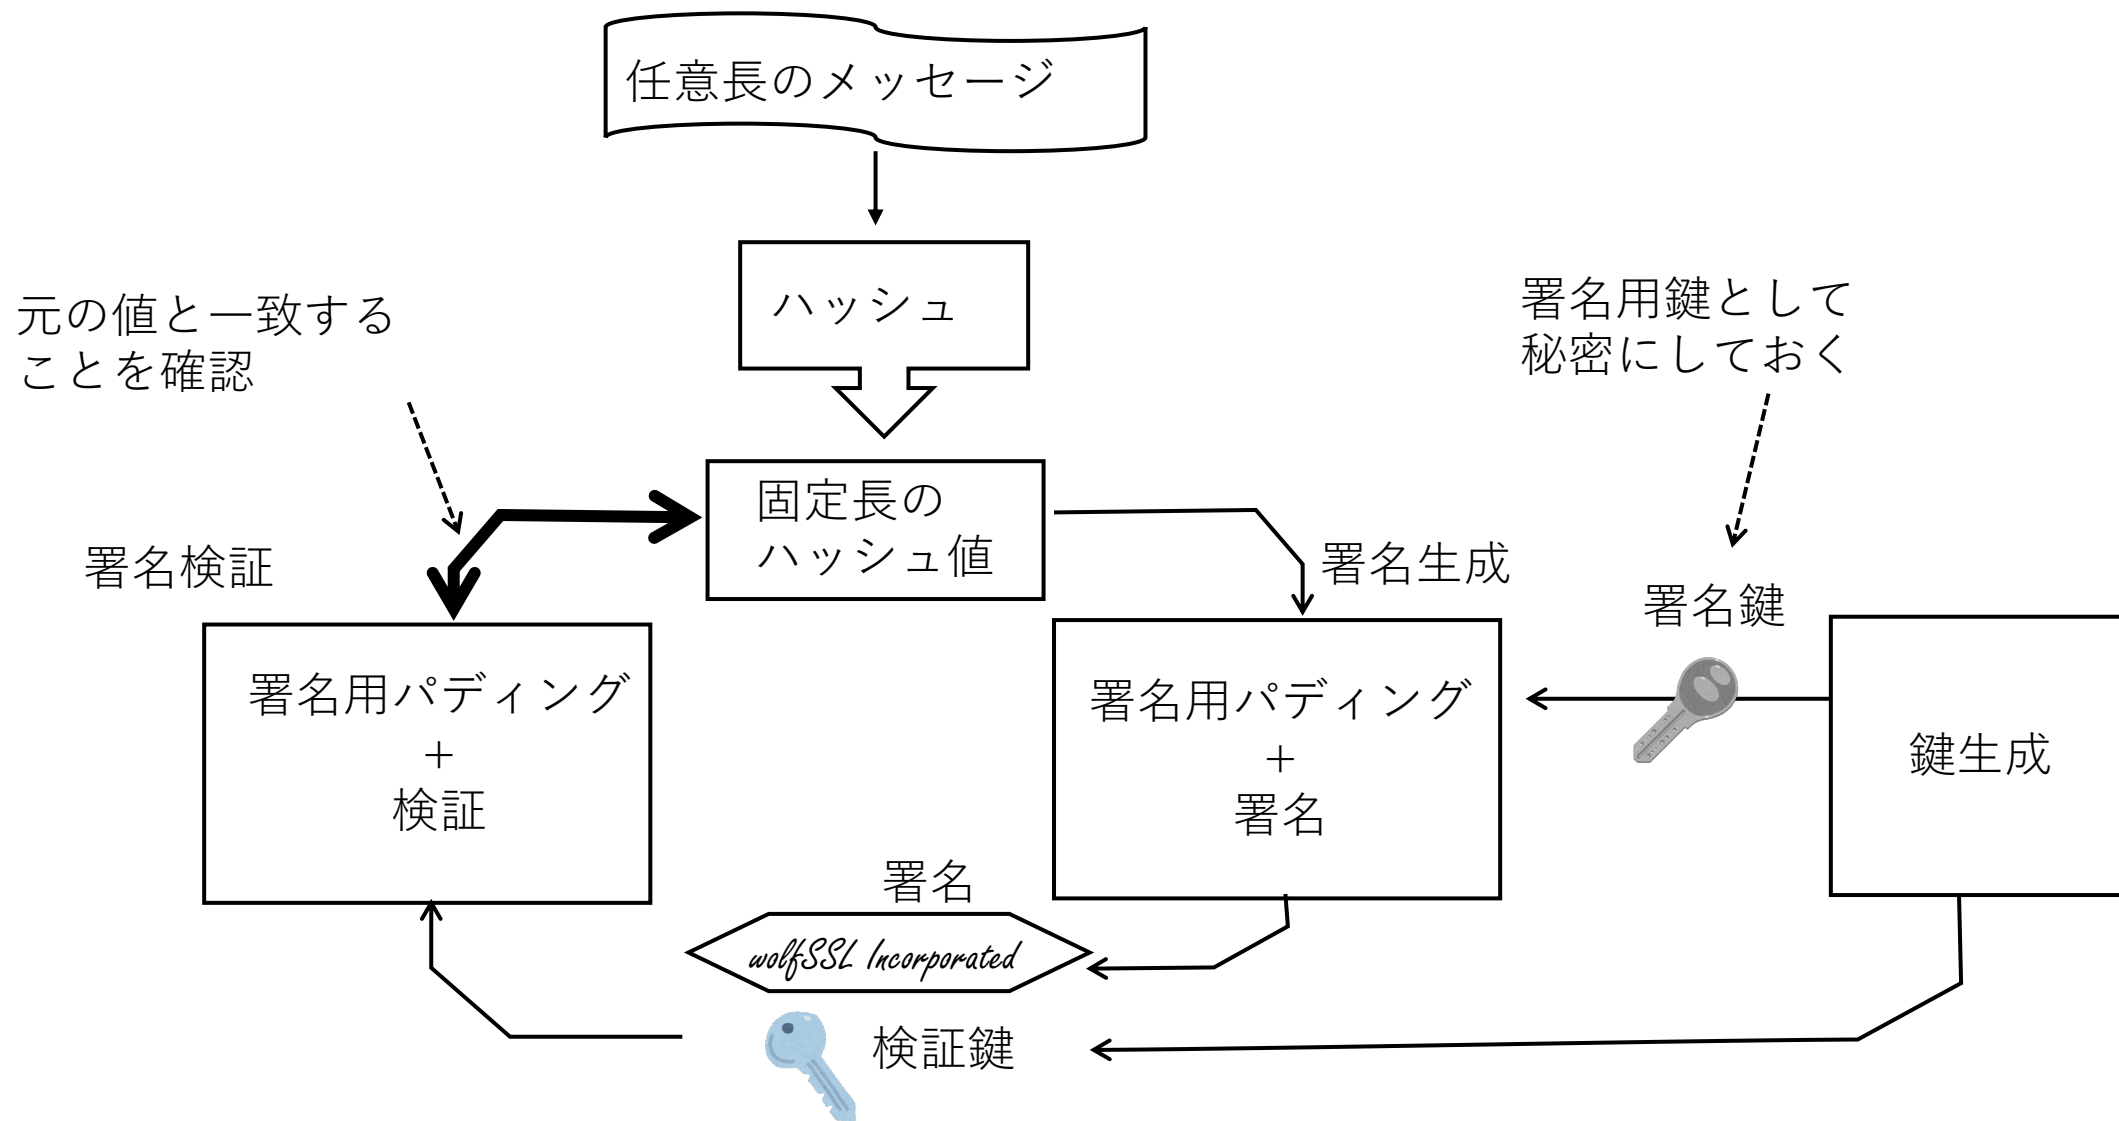 任意長のメッセージ
ハッシュ
元の値と一致する
ことを確認
署名用鍵として
秘密にしておく
固定長の
ハッシュ値
署名検証
署名生成
署名鍵
署名用パディング
+
検証
署名用パディング
+
署名
鍵生成
署名
wolfSSL Incorporated
検証鍵